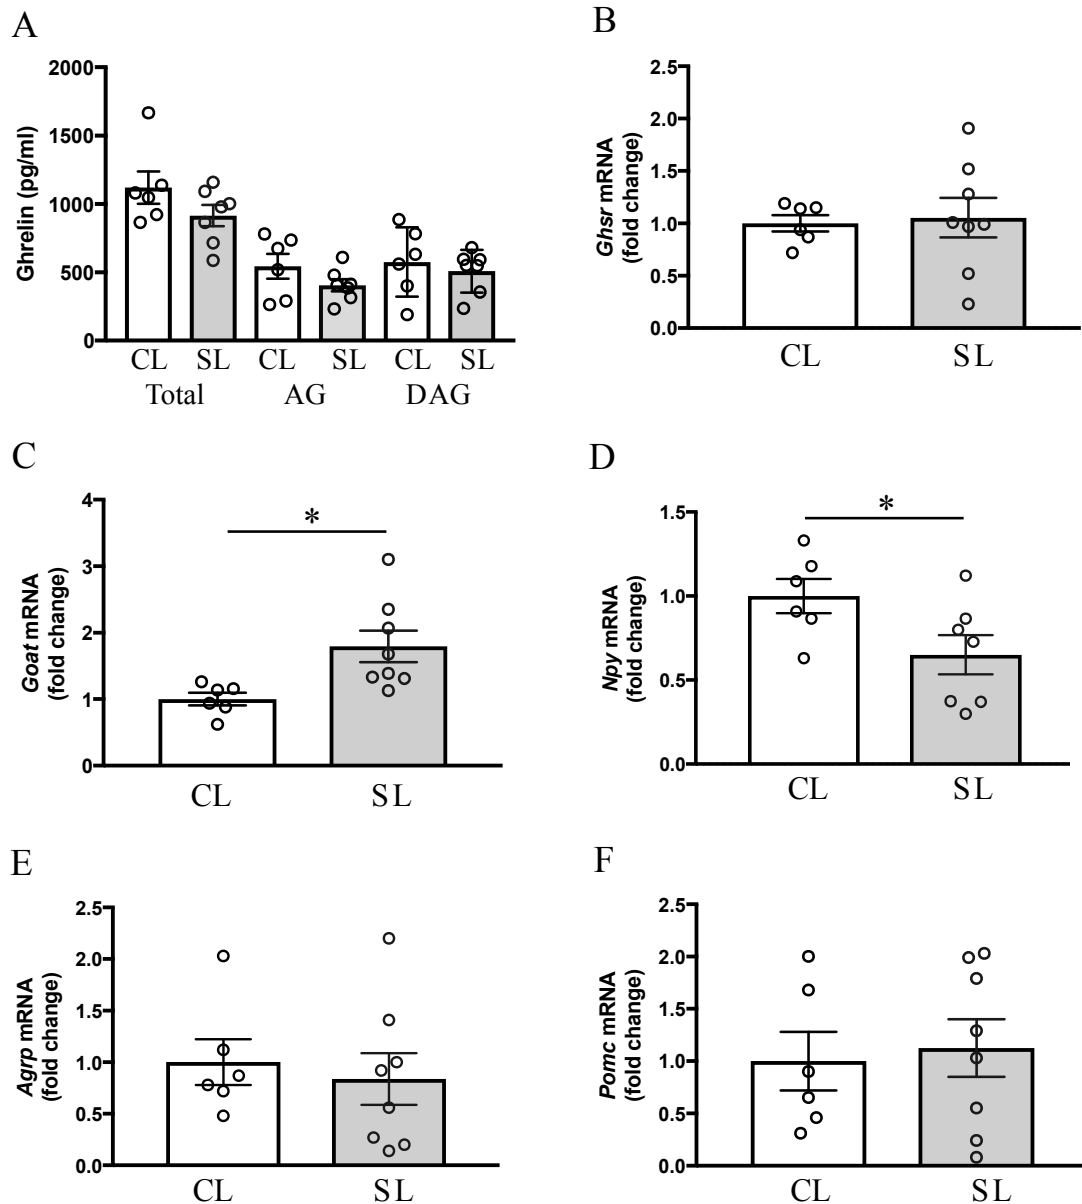 A
Ghrelin (pg/ml)
2000
1500
1000
500
0
CL SL CL SL CL SL
Total AG DAG
B
Ghsr mRNA
(fold change)
2.5
2.0
1.5
1.0
0.5
0.0
CL SL
C
Goat mRNA
(fold change)
4
3
2
1
0
*
CL SL
D
Npy mRNA
(fold change)
1.5
1.0
0.5
0.0
*
CL SL
E
Agrp mRNA
(fold change)
2.5
2.0
1.5
1.0
0.5
0.0
CL SL
F
Pomc mRNA
(fold change)
2.5
2.0
1.5
1.0
0.5
0.0
CL SL